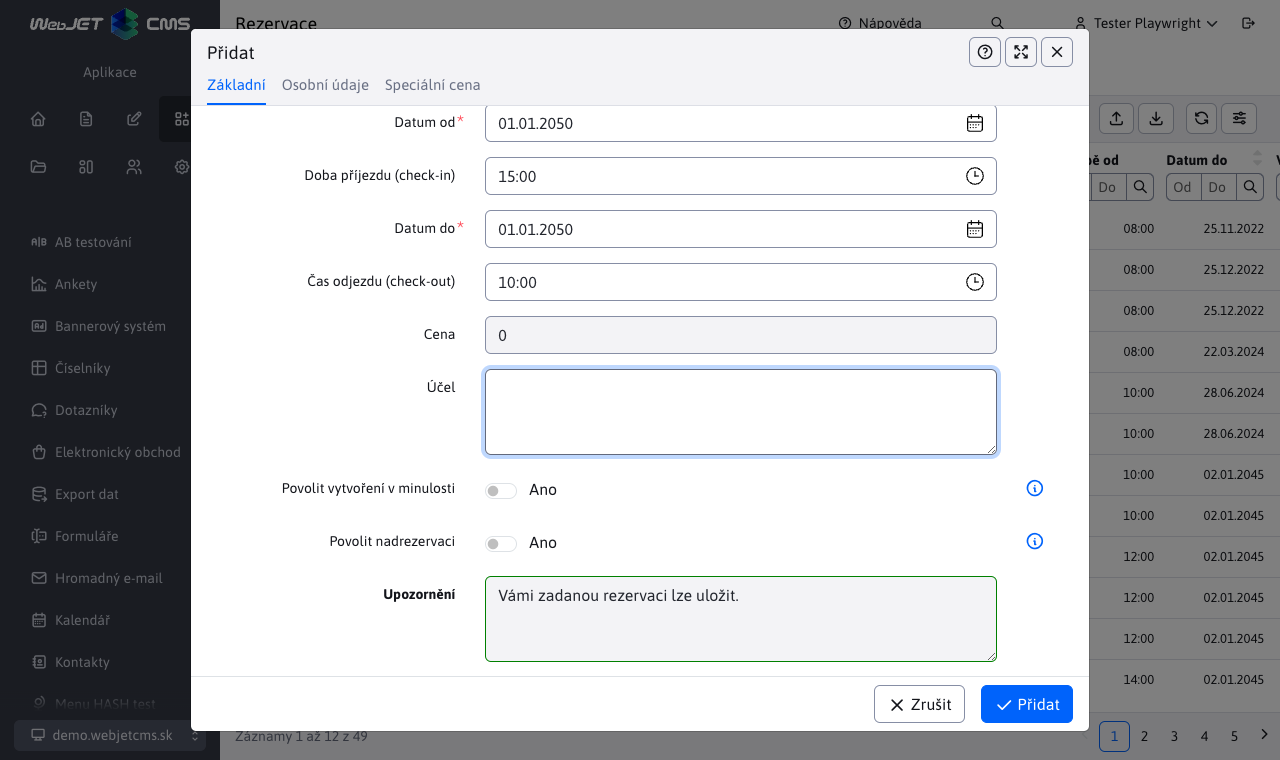 WebJET CMS
Rezervace
Nápověda
Tester Playwright
Přidat
Základní
Osobní údaje
Speciální cena
Aplikace
Datum od*
01.01.2050
Doba příjezdu (check-in)
15:00
Datum do*
01.01.2050
Čas odjezdu (check-out)
10:00
Cena
0
Účel
Povolit vytvoření v minulosti
Ano
Povolit nadrezervaci
Ano
Upozornění
Vámi zadanou rezervaci lze uložit.
Zrušit
Přidat
AB testování
Ankety
Bannerový systém
Číselníky
Dotazníky
Elektronický obchod
Export dat
Formuláře
Hromadný e-mail
Kalendář
Kontakty
Menu HASH test
demo.webjetcms.sk
ě od
Datum do
Do
Od
Do
08:00 25.11.2022
08:00 25.12.2022
08:00 25.12.2022
08:00 22.03.2024
10:00 28.06.2024
10:00 28.06.2024
10:00 02.01.2045
10:00 02.01.2045
12:00 02.01.2045
12:00 02.01.2045
12:00 02.01.2045
14:00 02.01.2045
Záznamy 1 až 12 z 49
1 2 3 4 5